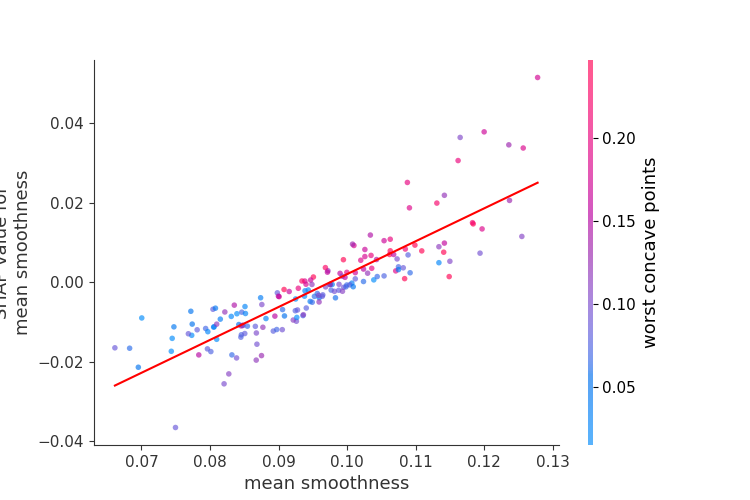 0.04
0.02
0.00
−0.02
−0.04
SHAP value for
mean smoothness
0.07 0.08 0.09 0.10 0.11 0.12 0.13
mean smoothness
0.20
0.15
0.10
0.05
worst concave points